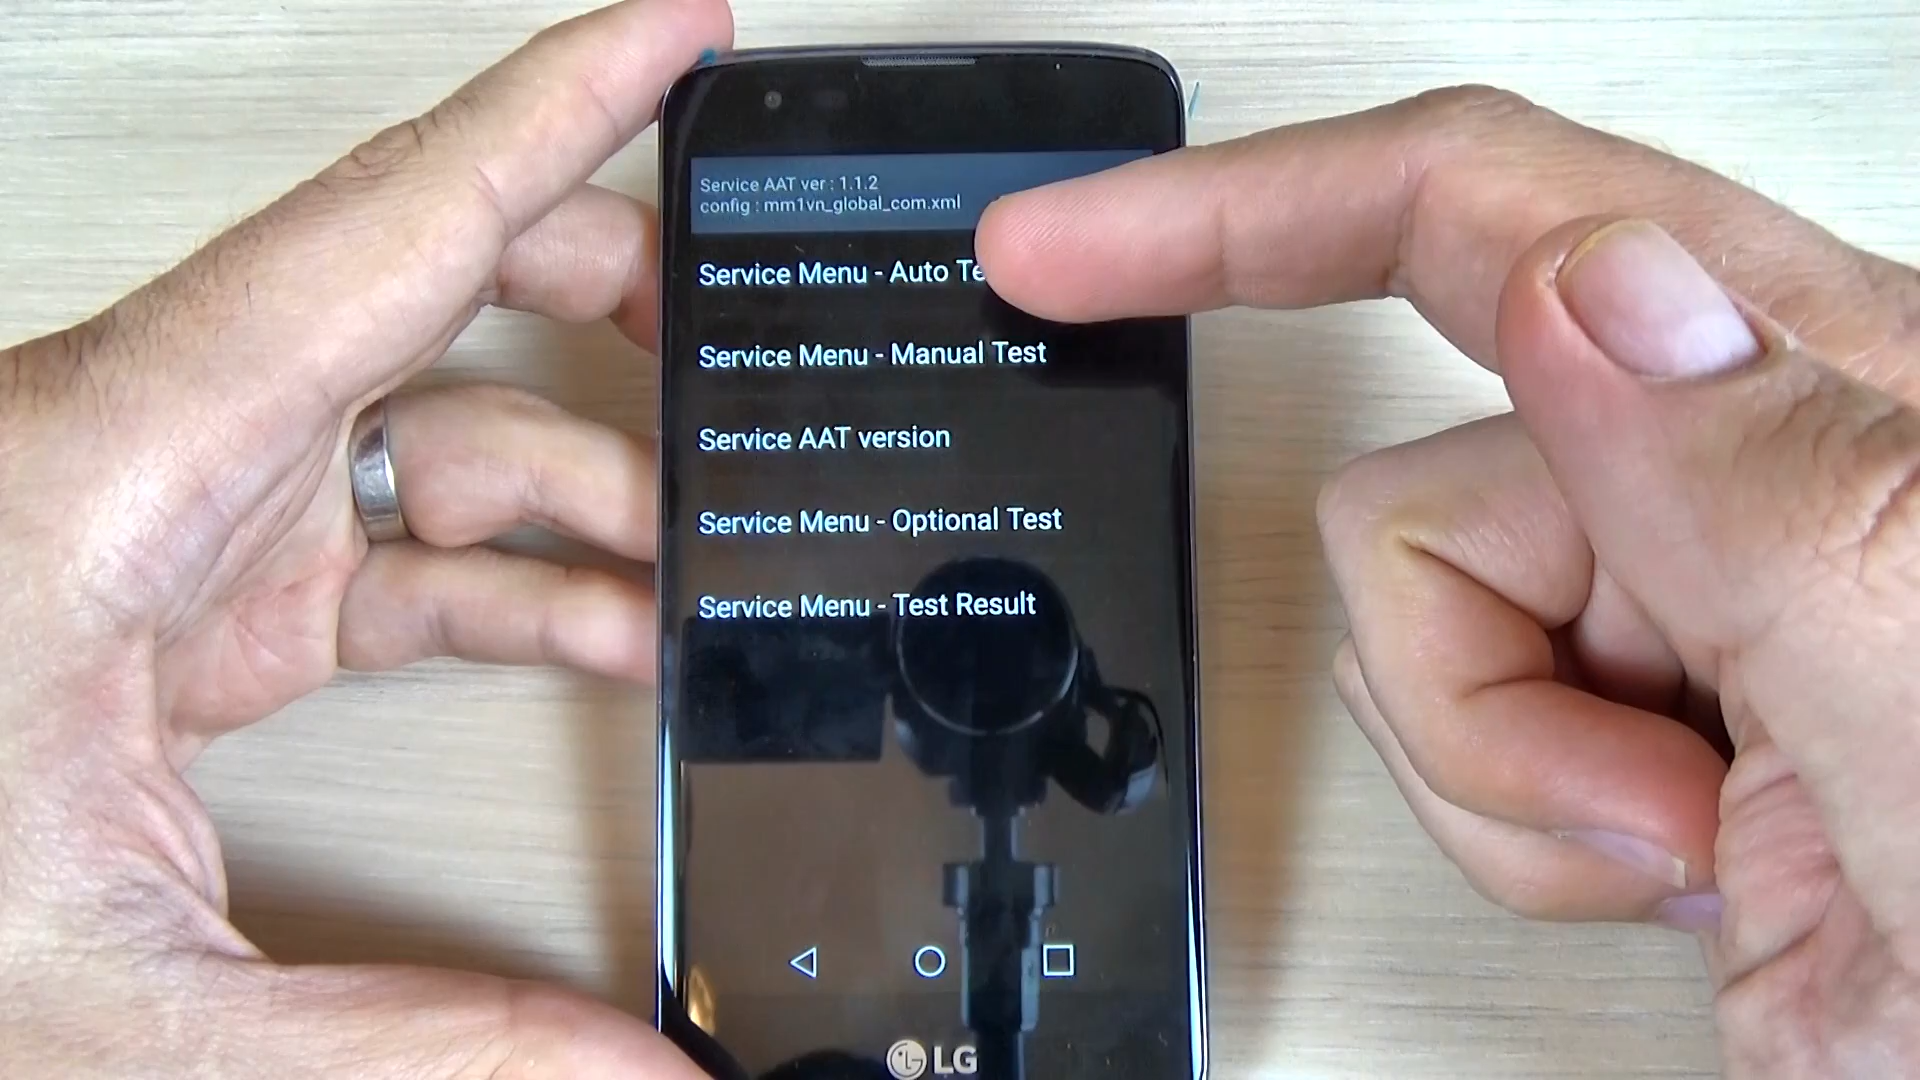 Service AAT ver : 1.1.2
config : mm1vn_global_com.xml
Service Menu - Auto Te
Service Menu - Manual Test
Service AAT version
Service Menu - Optional Test
Service Menu - Test Result
LG